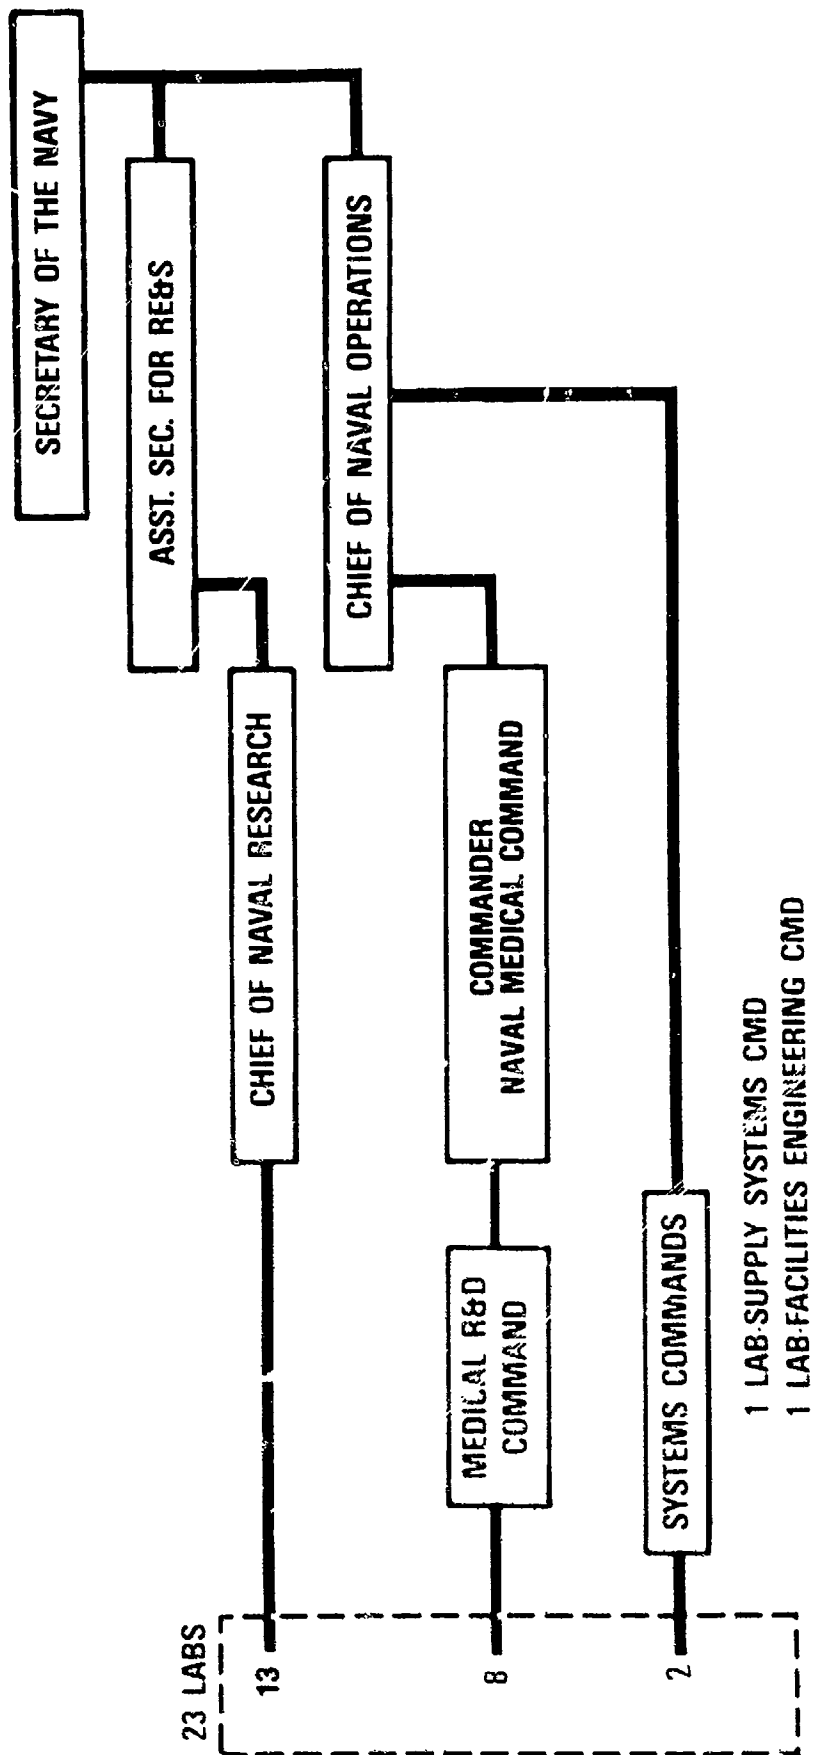 SECRETARY OF THE NAVY
ASST. SEC. FOR RE&S
CHIEF OF NAVAL OPERATIONS
CHIEF OF NAVAL RESEARCH
COMMANDER
NAVAL MEDICAL COMMAND
MEDICAL R&D
COMMAND
SYSTEMS COMMANDS
1 LAB-SUPPLY SYSTEMS CMD
1 LAB-FACILITIES ENGINEERING CMD
23 LABS
13
8
2